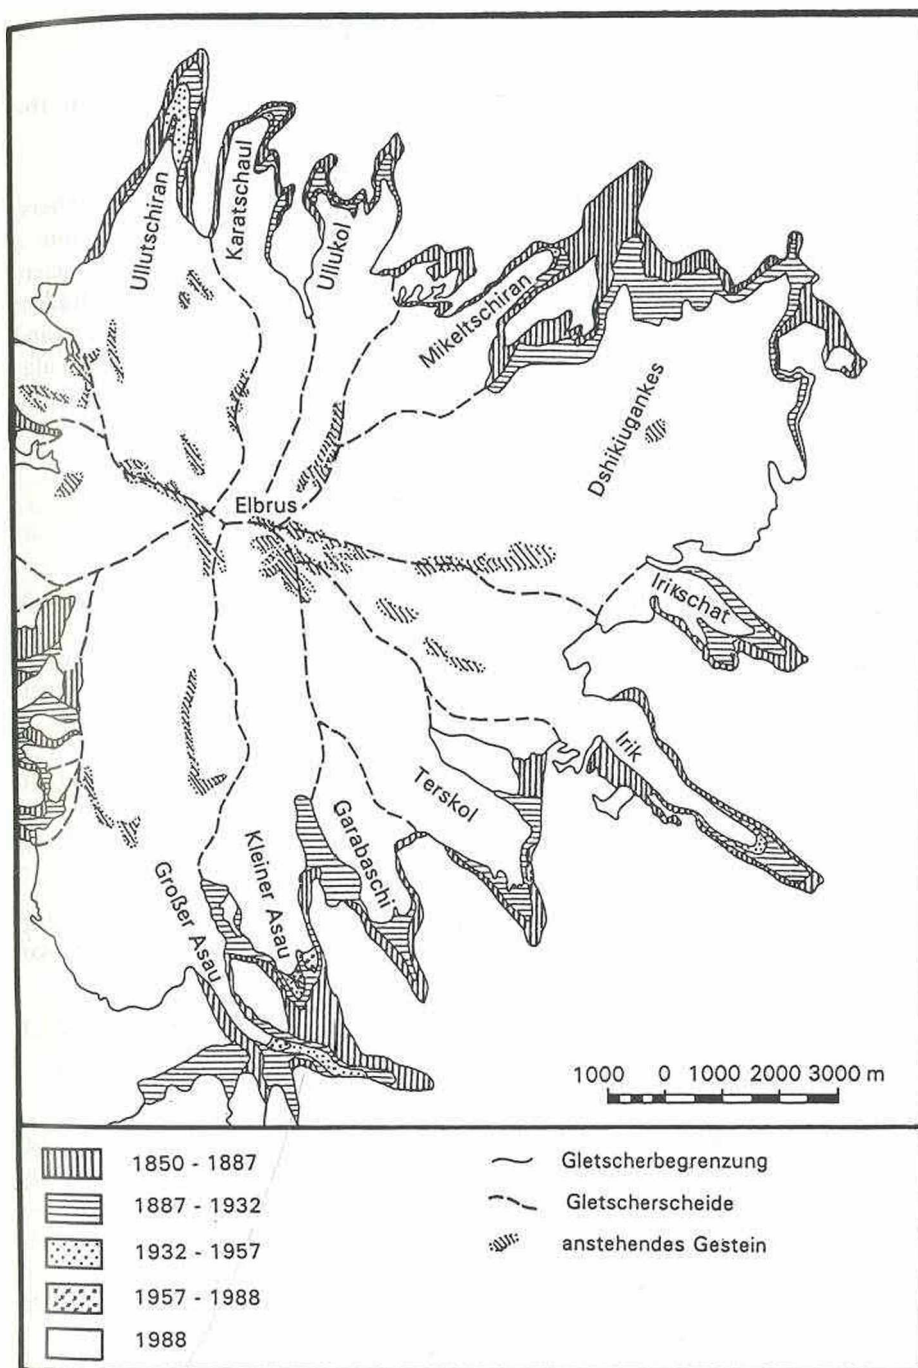 Ullutschiran
Karatschaul
Ullukol
Mikeltschiran
Dshikiugankes
Elbrus
Irikschat
Irik
Terskol
Garabaschi
Kleiner Asau
Großer Asau
1000 0 1000 2000 3000 m
1850 - 1887
1887 - 1932
1932 - 1957
1957 - 1988
1988
Gletscherbegrenzung
Gletscherscheide
anstehendes Gestein